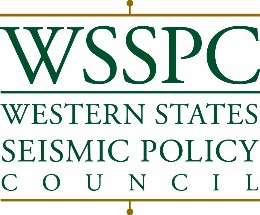 WSSPC
WESTERN STATES
SEISMIC POLICY
COUNCIL